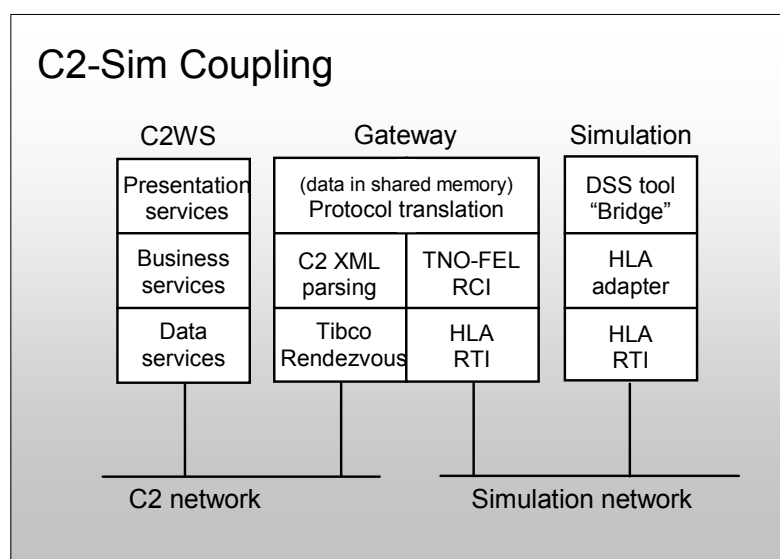 C2-Sim Coupling
C2WS
Gateway
Simulation
Presentation
services
(data in shared memory)
Protocol translation
DSS tool
“Bridge”
Business
services
C2 XML
parsing
TNO-FEL
RCI
HLA
adapter
Data
services
Tibco
Rendezvous
HLA
RTI
HLA
RTI
C2 network
Simulation network